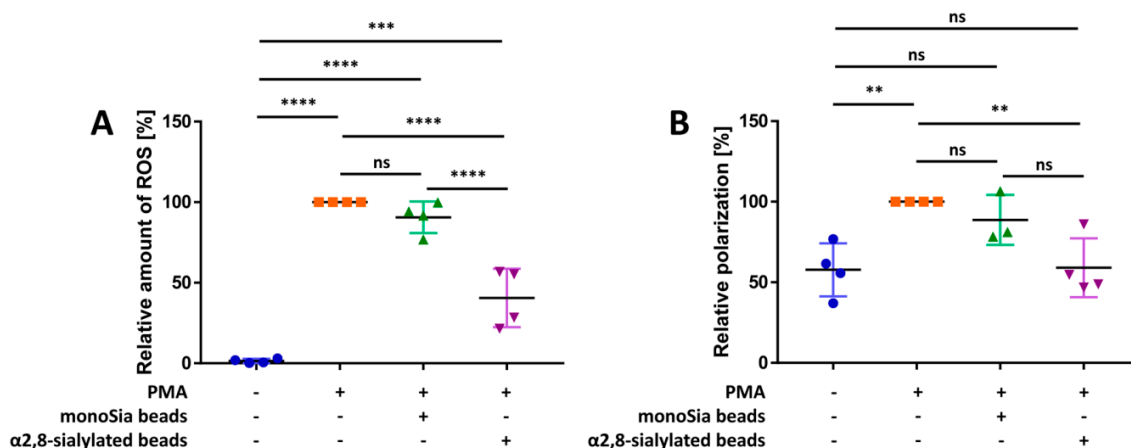 ***
****
****
****
ns
****
A
Relative amount of ROS [%]
150
100
50
0
PMA - + + +
monoSia beads - - + -
α2,8-sialylated beads - - - +
ns
ns
**
**
ns
ns
B
Relative polarization [%]
150
100
50
0
PMA - + + +
monoSia beads - - + -
α2,8-sialylated beads - - - +